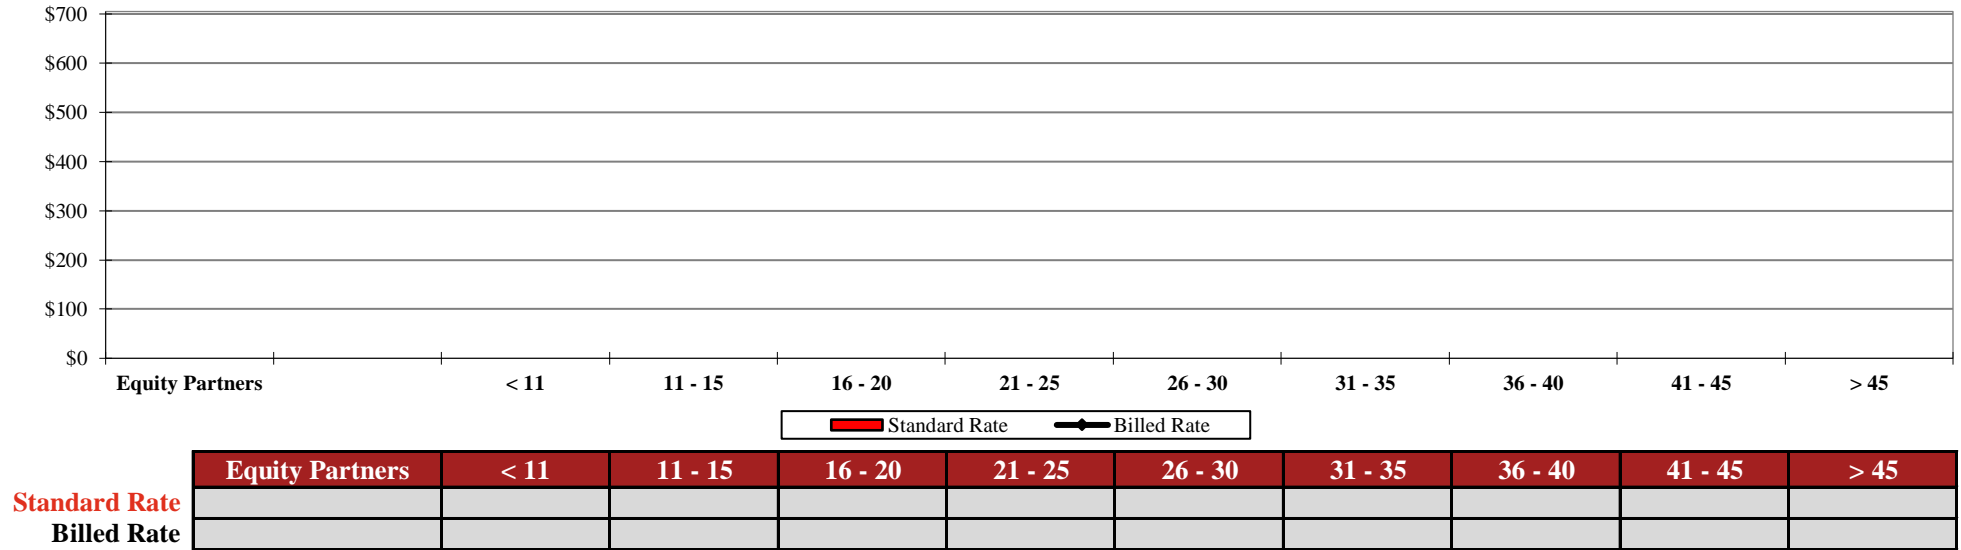 $700
$600
$500
$400
$300
$200
$100
$0
Equity Partners < 11 11 - 15 16 - 20 21 - 25 26 - 30 31 - 35 36 - 40 41 - 45 > 45
Standard Rate Billed Rate
Equity Partners < 11 11 - 15 16 - 20 21 - 25 26 - 30 31 - 35 36 - 40 41 - 45 > 45
Standard Rate
Billed Rate